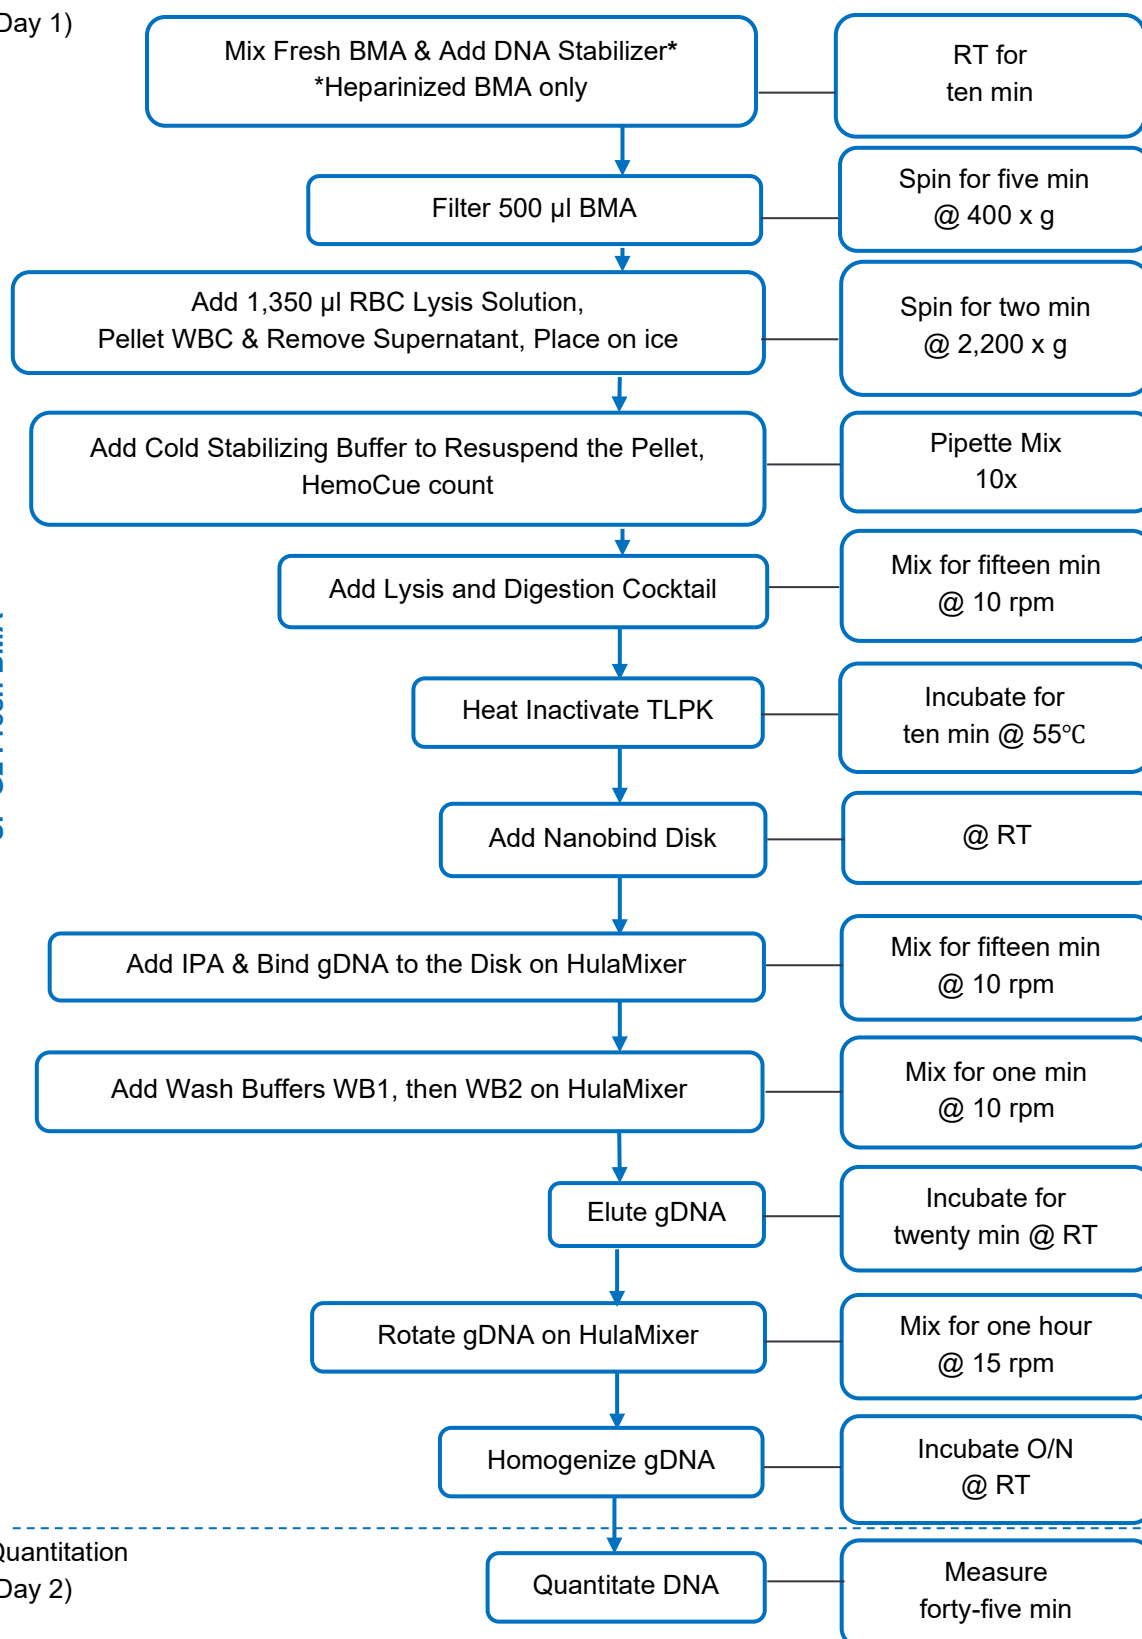 Day 1)
Mix Fresh BMA & Add DNA Stabilizer*
*Heparinized BMA only
RT for
ten min
Filter 500 µl BMA
Spin for five min
@ 400 x g
Add 1,350 µl RBC Lysis Solution,
Pellet WBC & Remove Supernatant, Place on ice
Spin for two min
@ 2,200 x g
Add Cold Stabilizing Buffer to Resuspend the Pellet,
HemoCue count
Pipette Mix
10x
Add Lysis and Digestion Cocktail
Mix for fifteen min
@ 10 rpm
Heat Inactivate TLPK
Incubate for
ten min @ 55℃
Add Nanobind Disk
@ RT
Add IPA & Bind gDNA to the Disk on HulaMixer
Mix for fifteen min
@ 10 rpm
Add Wash Buffers WB1, then WB2 on HulaMixer
Mix for one min
@ 10 rpm
Elute gDNA
Incubate for
twenty min @ RT
Rotate gDNA on HulaMixer
Mix for one hour
@ 15 rpm
Homogenize gDNA
Incubate O/N
@ RT
Quantitation
Day 2)
Quantitate DNA
Measure
forty-five min